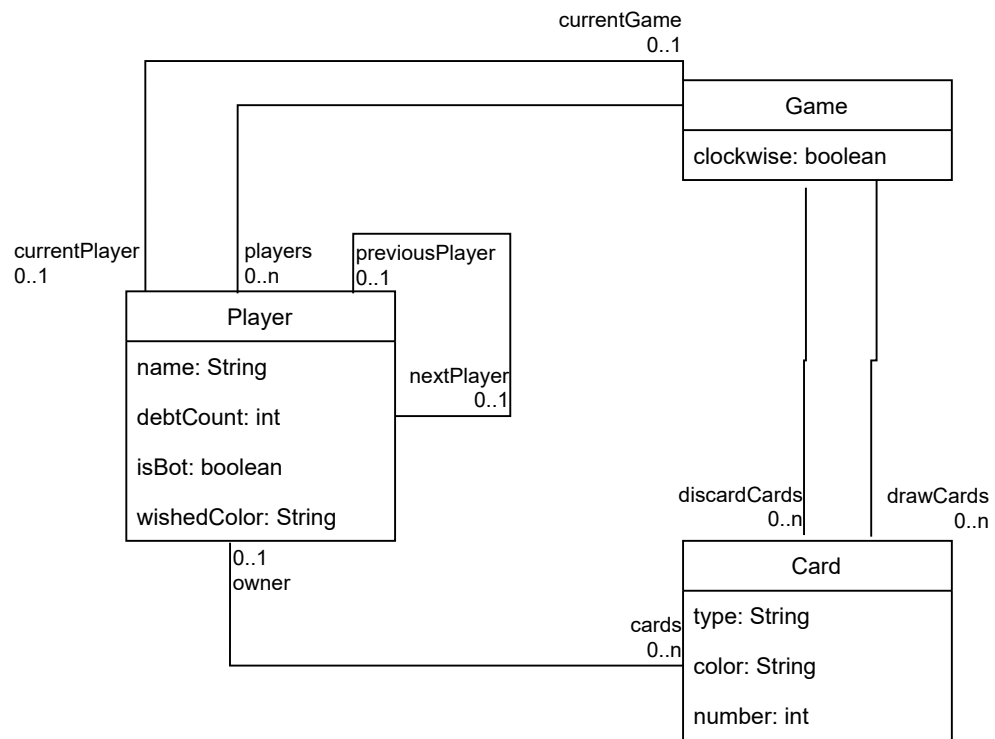 currentGame
0..1
Game
clockwise: boolean
currentPlayer
0..1
players
0..n
previousPlayer
0..1
Player
name: String
debtCount: int
isBot: boolean
wishedColor: String
nextPlayer
0..1
discardCards
0..n
drawCards
0..n
0..1
owner
cards
0..n
Card
type: String
color: String
number: int